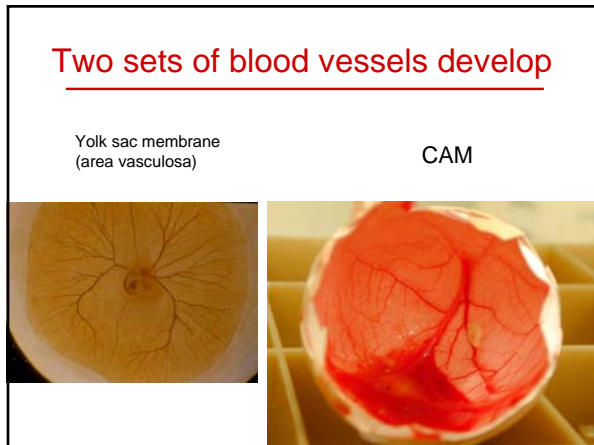 Two sets of blood vessels develop
Yolk sac membrane
(area vasculosa)
CAM